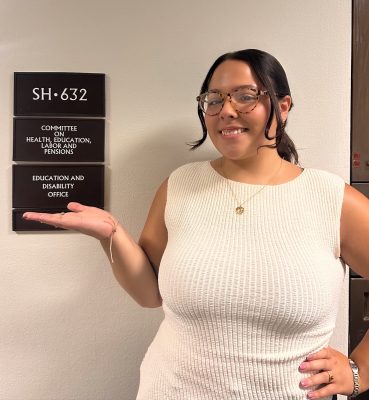 SH•632
COMMITTEE
ON
HEALTH, EDUCATION,
LABOR AND
PENSIONS
EDUCATION AND
DISABILITY
OFFICE